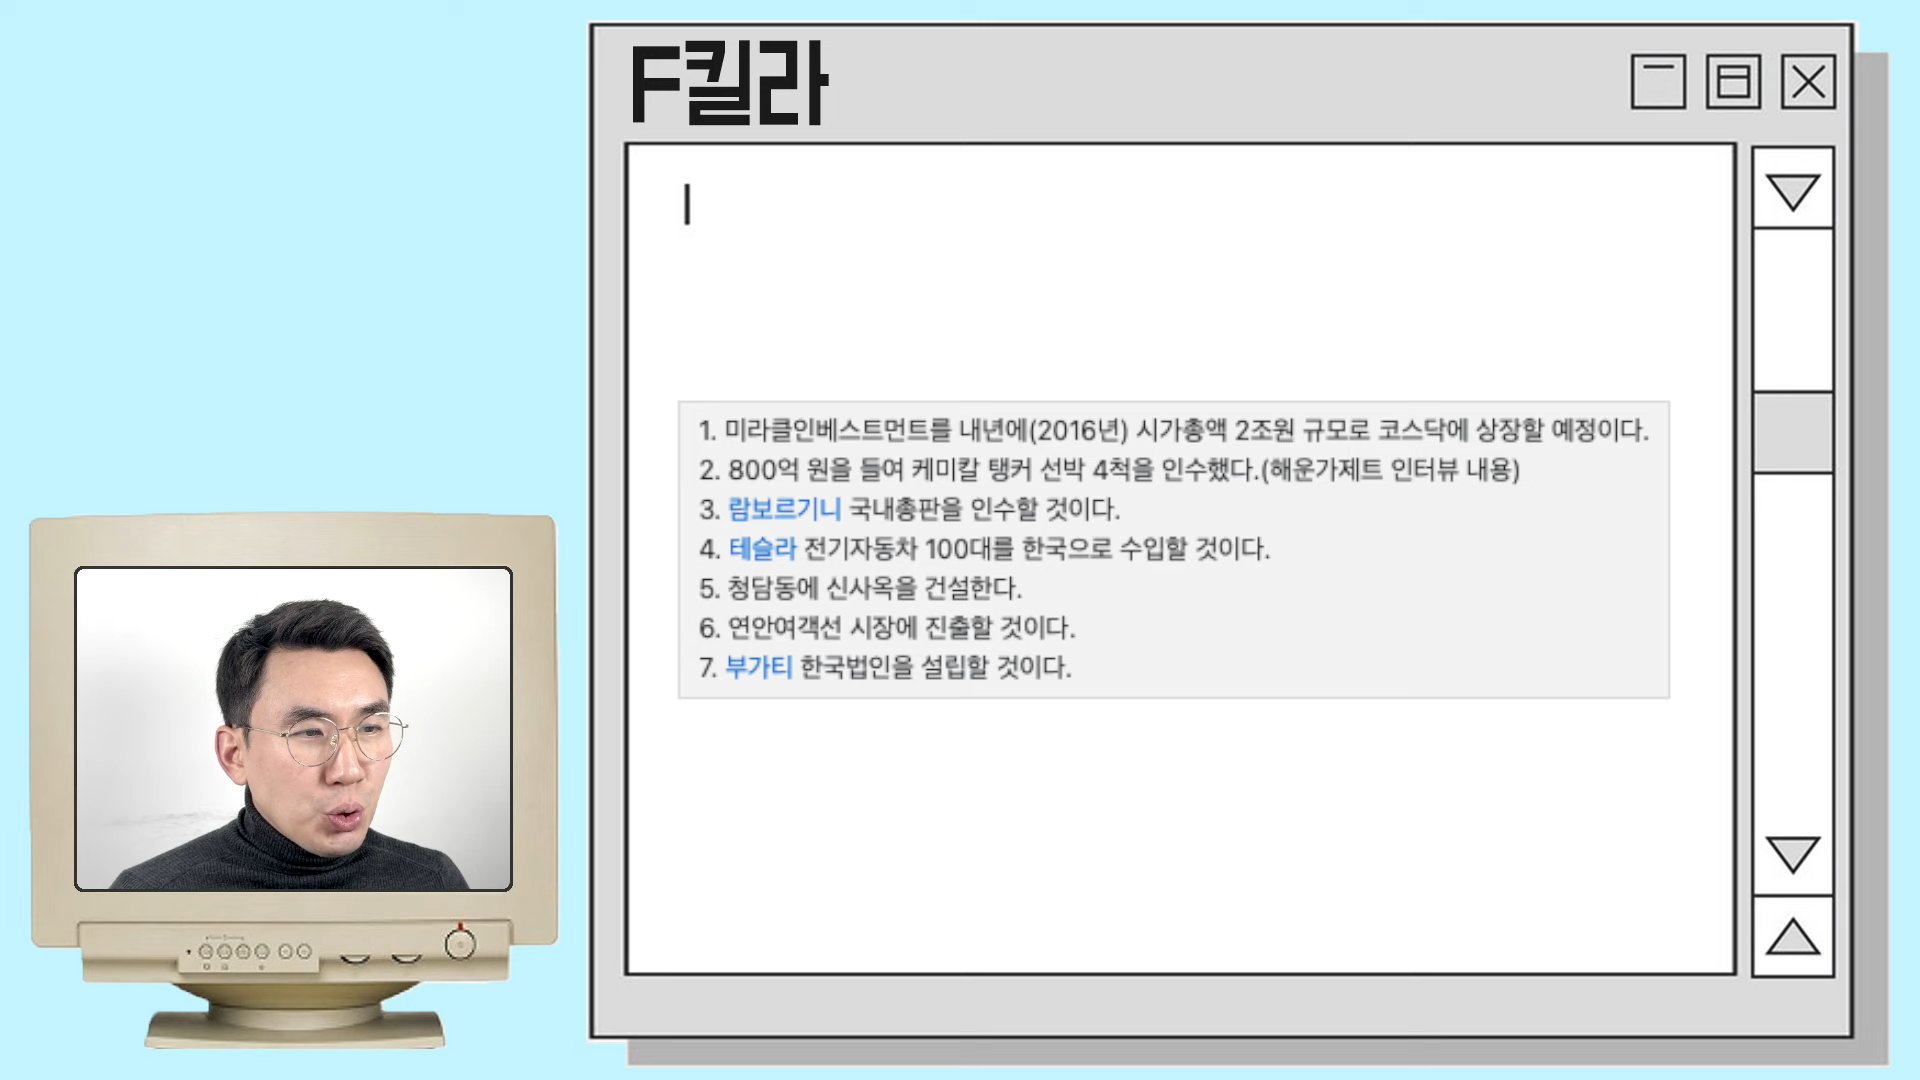 F킬라
1. 미라클인베스트먼트를 내년에(2016년) 시가총액 2조원 규모로 코스닥에 상장할 예정이다.
2. 800억 원을 들여 케미칼 탱커 선박 4척을 인수했다.(해운가제트 인터뷰 내용)
3. 람보르기니 국내총판을 인수할 것이다.
4. 테슬라 전기자동차 100대를 한국으로 수입할 것이다.
5. 청담동에 신사옥을 건설한다.
6. 연안여객선 시장에 진출할 것이다.
7. 부가티 한국법인을 설립할 것이다.